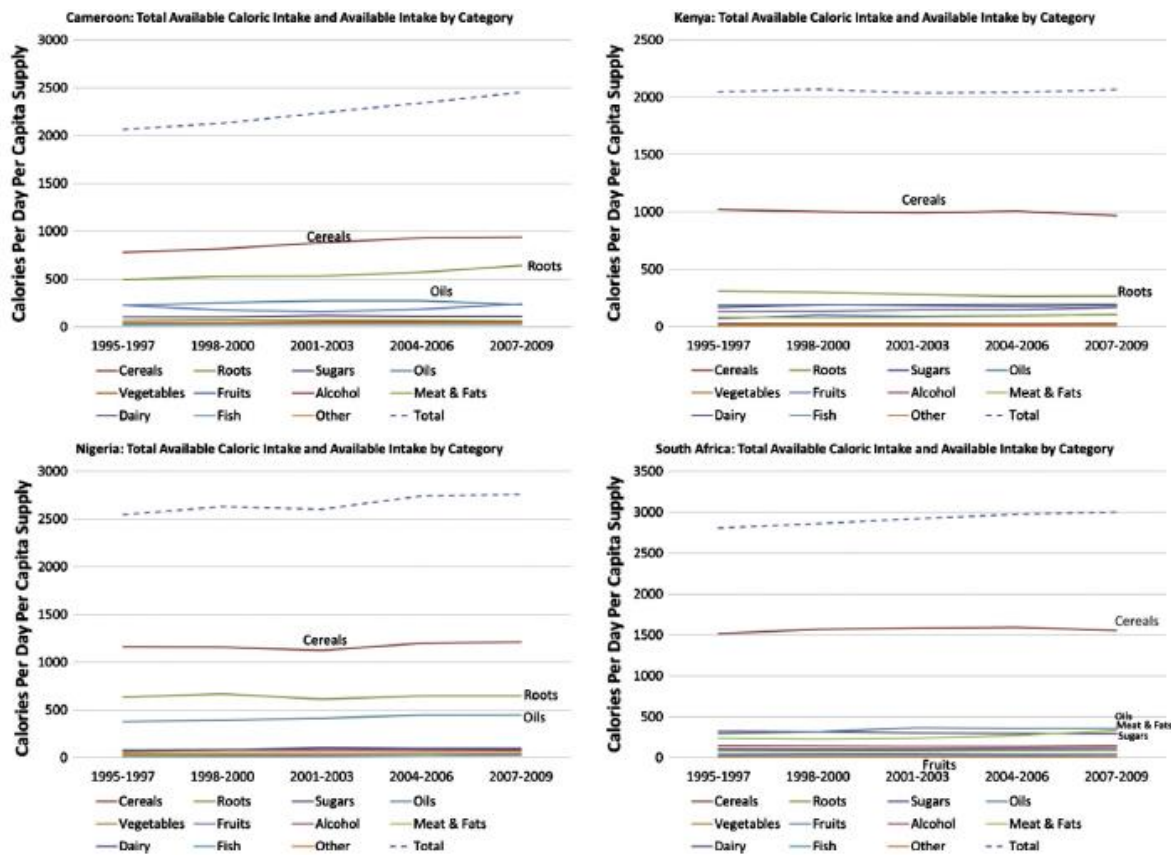 Cameroon: Total Available Caloric Intake and Available Intake by Category
Calories Per Day Per Capita Supply
3000
2500
2000
1500
1000
500
0
Cereals
Roots
Oils
1995-1997 1998-2000 2001-2003 2004-2006 2007-2009
Cereals Roots Sugars Oils
Vegetables Fruits Alcohol Meat & Fats
Dairy Fish Other Total
Kenya: Total Available Caloric Intake and Available Intake by Category
Calories Per Day Per Capita Supply
2500
2000
1500
1000
500
0
Cereals
Roots
1995-1997 1998-2000 2001-2003 2004-2006 2007-2009
Cereals Roots Sugars Oils
Vegetables Fruits Alcohol Meat & Fats
Dairy Fish Other Total
Nigeria: Total Available Caloric Intake and Available Intake by Category
Calories Per Day Per Capita Supply
3000
2500
2000
1500
1000
500
0
Cereals
Roots
Oils
1995-1997 1998-2000 2001-2003 2004-2006 2007-2009
Cereals Roots Sugars Oils
Vegetables Fruits Alcohol Meat & Fats
Dairy Fish Other Total
South Africa: Total Available Caloric Intake and Available Intake by Category
Calories Per Day Per Capita Supply
3500
3000
2500
2000
1500
1000
500
0
Cereals
Oils
Meat & Fats
Sugars
Fruits
1995-1997 1998-2000 2001-2003 2004-2006 2007-2009
Cereals Roots Sugars Oils
Vegetables Fruits Alcohol Meat & Fats
Dairy Fish Other Total